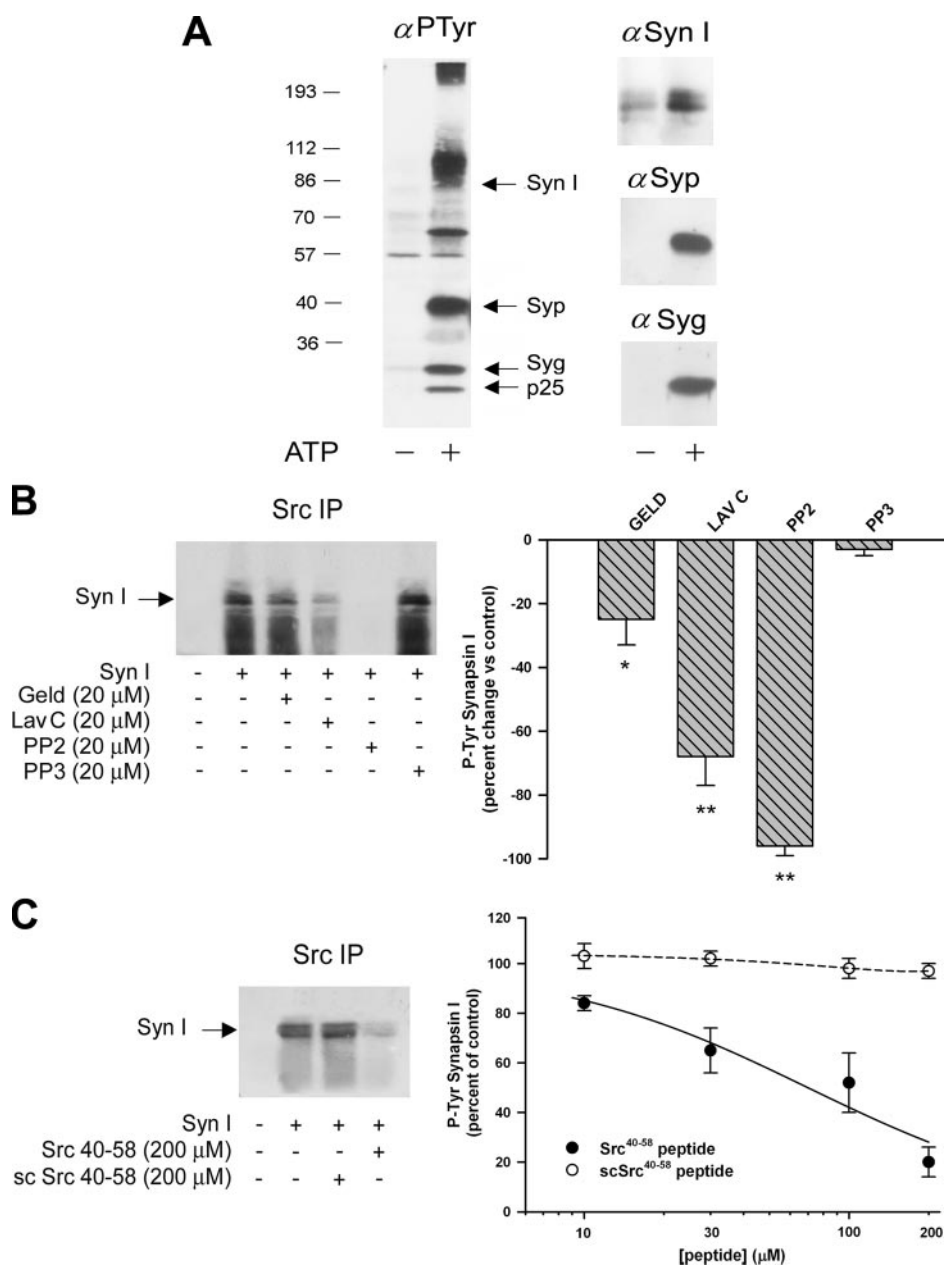 A
αPTyr
αSyn I
193
112
86
70
57
40
36
Syn I
Syp
Syg
p25
αSyp
αSyg
ATP − +
− +
B
Src IP
Syn I
Syn I - + + + + +
Geld (20 μM) - - + - - -
Lav C (20 μM) - - - + - -
PP2 (20 μM) - - - - + -
PP3 (20 μM) - - - - - +
GELD
LAV C
PP2
PP3
P-Tyr Synapsin I
(percent change vs control)
0
-20
-40
-60
-80
-100
*
**
**
C
Src IP
Syn I
Syn I - + + +
Src 40-58 (200 μM) - - - +
sc Src 40-58 (200 μM) - - + -
P-Tyr Synapsin I
(percent of control)
120
100
80
60
40
20
0
Src⁴⁰⁻⁵⁸ peptide
scSrc⁴⁰⁻⁵⁸ peptide
10 30 100 200
[peptide] (μM)